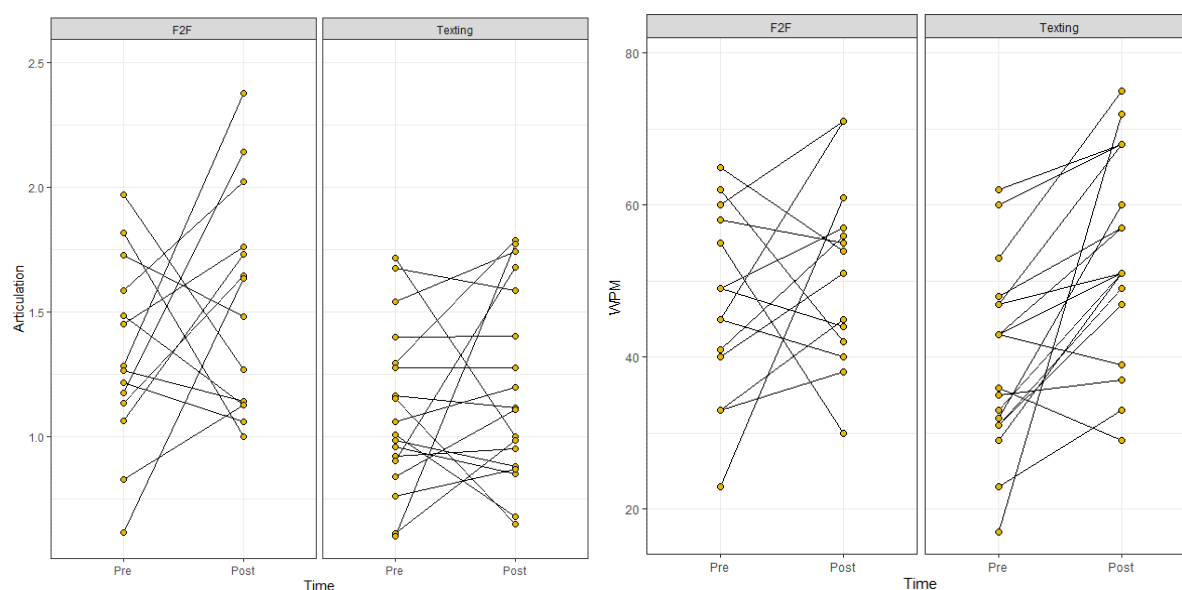 F2F
Texting
Articulation
2.5
2.0
1.5
1.0
Pre
Post
Pre
Post
Time
F2F
Texting
WPM
80
60
40
20
Pre
Post
Pre
Post
Time